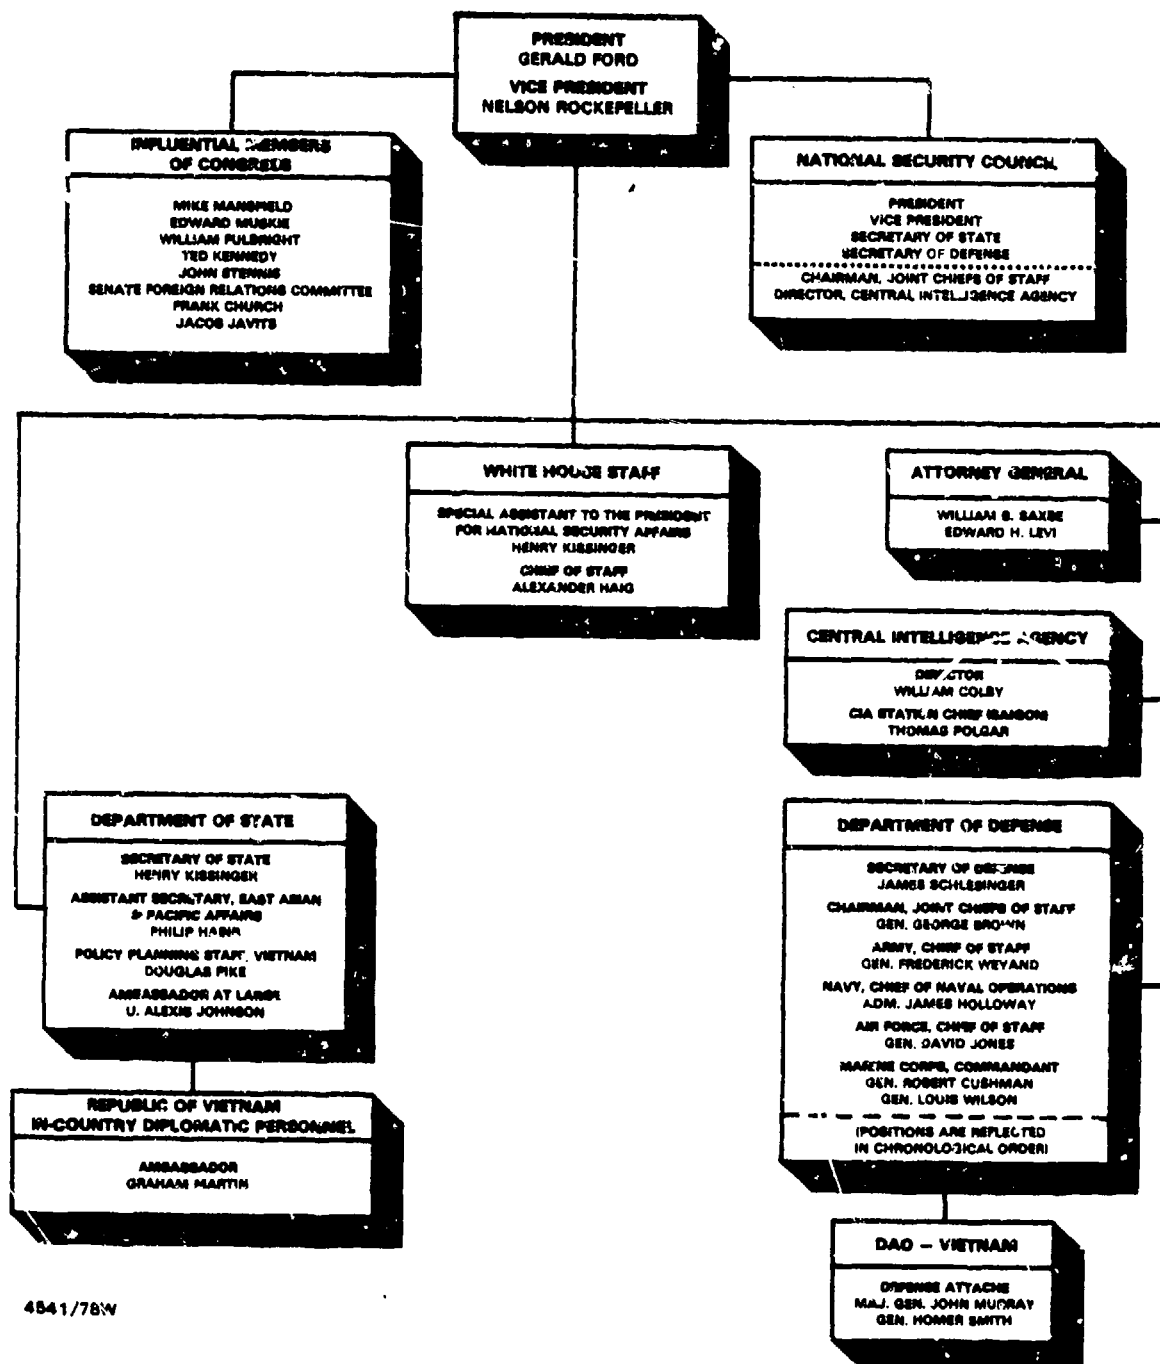 PRESIDENT
GERALD FORD
VICE PRESIDENT
NELSON ROCKEFELLER
INFLUENTIAL MEMBERS
OF CONGRESS
MIKE MANSFIELD
EDWARD MUSKIE
WILLIAM FULBRIGHT
TED KENNEDY
JOHN STENNIS
SENATE FOREIGN RELATIONS COMMITTEE
FRANK CHURCH
JACOB JAVITS
NATIONAL SECURITY COUNCIL
PRESIDENT
VICE PRESIDENT
SECRETARY OF STATE
SECRETARY OF DEFENSE
CHAIRMAN, JOINT CHIEFS OF STAFF
DIRECTOR, CENTRAL INTELLIGENCE AGENCY
WHITE HOUSE STAFF
SPECIAL ASSISTANT TO THE PRESIDENT
FOR NATIONAL SECURITY AFFAIRS
HENRY KISSINGER
CHIEF OF STAFF
ALEXANDER HAIG
ATTORNEY GENERAL
WILLIAM B. SAXBE
EDWARD H. LEVI
CENTRAL INTELLIGENCE AGENCY
DIRECTOR
WILLIAM COLBY
CIA STATION CHIEF (SAIGON)
THOMAS POLGAR
DEPARTMENT OF STATE
SECRETARY OF STATE
HENRY KISSINGER
ASSISTANT SECRETARY, EAST ASIAN
& PACIFIC AFFAIRS
PHILIP HABIB
POLICY PLANNING STAFF, VIETNAM
DOUGLAS PIKE
AMBASSADOR AT LARGE
U. ALEXIS JOHNSON
REPUBLIC OF VIETNAM
IN-COUNTRY DIPLOMATIC PERSONNEL
AMBASSADOR
GRAHAM MARTIN
DEPARTMENT OF DEFENSE
SECRETARY OF DEFENSE
JAMES SCHLESINGER
CHAIRMAN, JOINT CHIEFS OF STAFF
GEN. GEORGE BROWN
ARMY, CHIEF OF STAFF
GEN. FREDERICK WEYAND
NAVY, CHIEF OF NAVAL OPERATIONS
ADM. JAMES HOLLOWAY
AIR FORCE, CHIEF OF STAFF
GEN. DAVID JONES
MARINE CORPS, COMMANDANT
GEN. ROBERT CUSHMAN
GEN. LOUIS WILSON
(POSITIONS ARE REFLECTED
IN CHRONOLOGICAL ORDER)
DAO – VIETNAM
DEFENSE ATTACHE
MAJ. GEN. JOHN MURRAY
GEN. HOMER SMITH
4541/78W